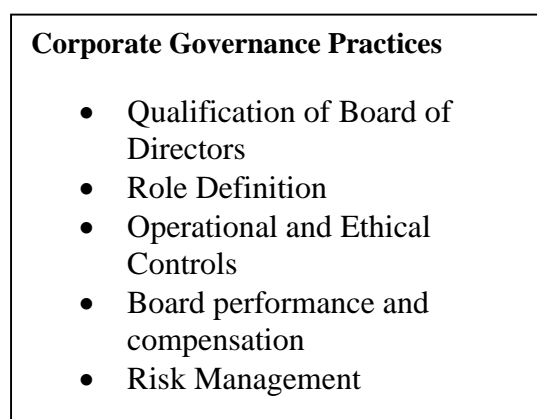 Corporate Governance Practices
• Qualification of Board of
Directors
• Role Definition
• Operational and Ethical
Controls
• Board performance and
compensation
• Risk Management